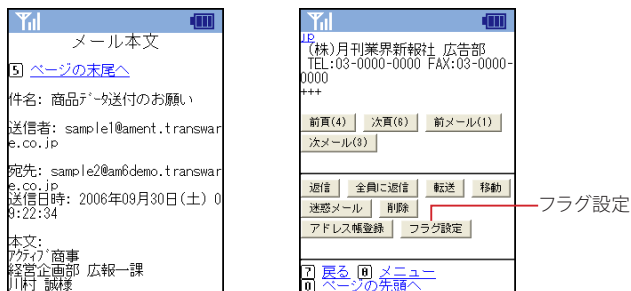 メール本文
5 ページの末尾へ
件名: 商品ﾃﾞｰﾀ送付のお願い
送信者: sample1@ament.transwar
e.co.jp
宛先: sample2@am6demo.transwar
e.co.jp
送信日時: 2006年09月30日(土) 0
9:22:34
本文:
ｱｸﾃｨﾌﾞ商事
経営企画部 広報一課
川村 誠様
jp
(株)月刊業界新報社 広告部
TEL:03-0000-0000 FAX:03-0000-
0000
+++
前頁(4) 次頁(6) 前メール(1)
次メール(3)
返信 全員に返信 転送 移動
迷惑メール 削除
アドレス帳登録 フラグ設定
フラグ設定
7 戻る 8 メニュー
0 ページの先頭へ